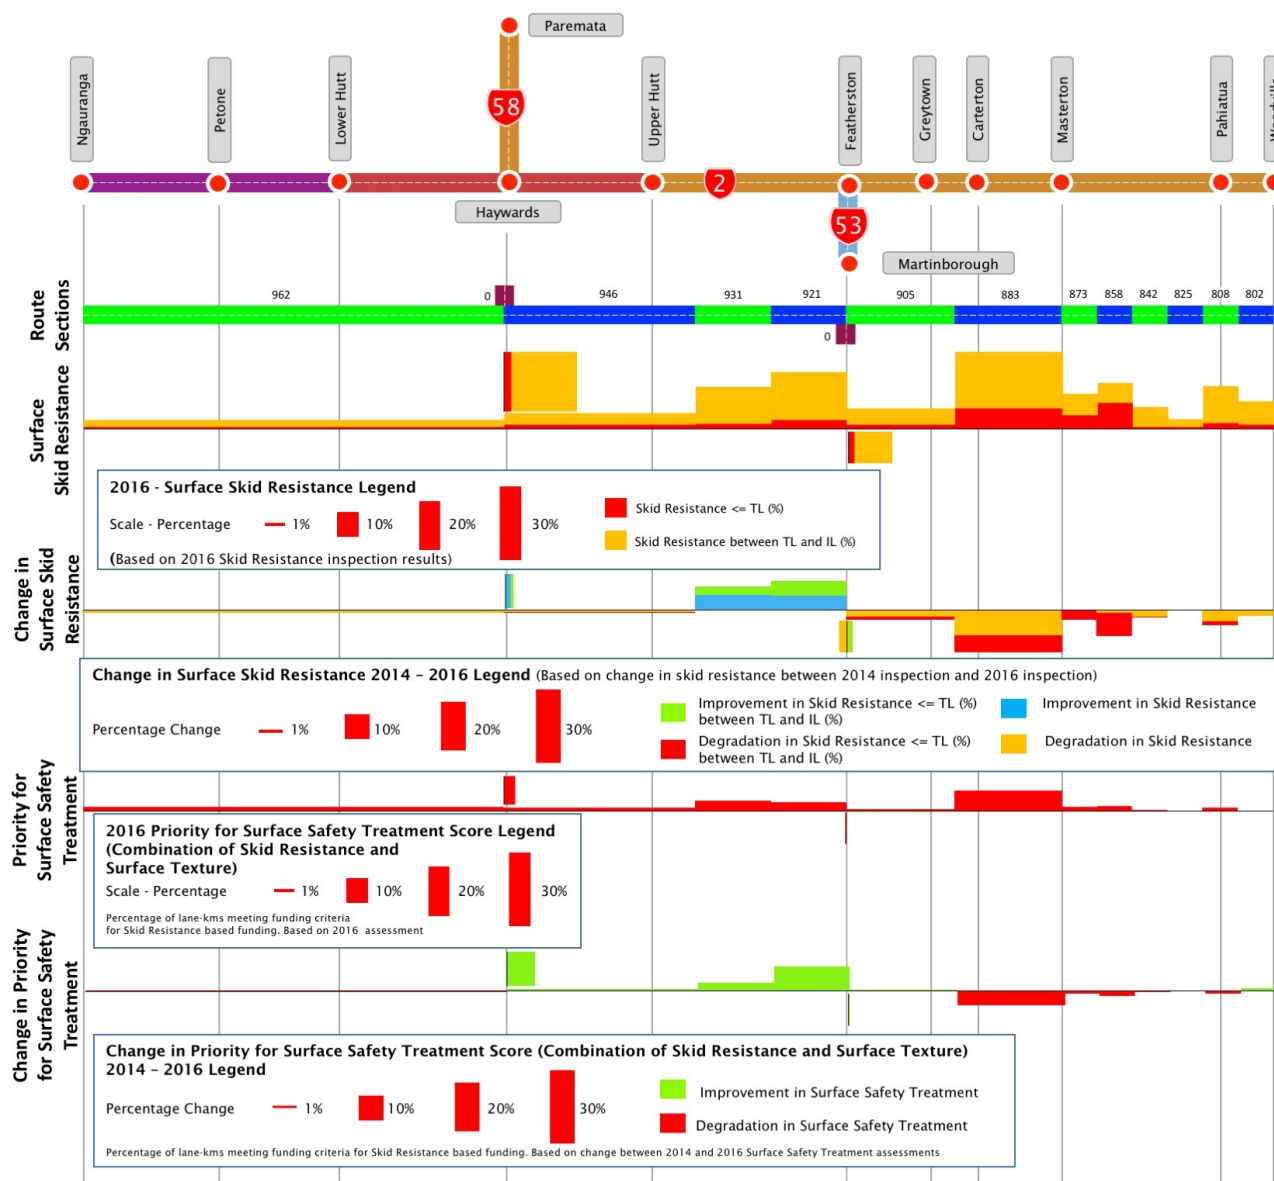 Paremata
58
Ngauranga
Petone
Lower Hutt
Upper Hutt
Featherston
Greytown
Carterton
Masterton
Pahiatua
2
Haywards
53
Martinborough
Route
Sections
962
0
946
931
921
905
883
873
858
842
825
808
802
0
Surface
Skid Resistance
2016 - Surface Skid Resistance Legend
Scale - Percentage
1%
10%
20%
30%
Skid Resistance <= TL (%)
Skid Resistance between TL and IL (%)
(Based on 2016 Skid Resistance inspection results)
Change in
Surface Skid
Resistance
Change in Surface Skid Resistance 2014 – 2016 Legend (Based on change in skid resistance between 2014 inspection and 2016 inspection)
Percentage Change
1%
10%
20%
30%
Improvement in Skid Resistance <= TL (%)
between TL and IL (%)
Degradation in Skid Resistance <= TL (%)
between TL and IL (%)
Improvement in Skid Resistance
Degradation in Skid Resistance
Priority for
Surface Safety
Treatment
2016 Priority for Surface Safety Treatment Score Legend
(Combination of Skid Resistance and
Surface Texture)
Scale - Percentage
1%
10%
20%
30%
Percentage of lane-kms meeting funding criteria
for Skid Resistance based funding. Based on 2016 assessment
Change in Priority
for Surface Safety
Treatment
Change in Priority for Surface Safety Treatment Score (Combination of Skid Resistance and Surface Texture)
2014 – 2016 Legend
Percentage Change
1%
10%
20%
30%
Improvement in Surface Safety Treatment
Degradation in Surface Safety Treatment
Percentage of lane-kms meeting funding criteria for Skid Resistance based funding. Based on change between 2014 and 2016 Surface Safety Treatment assessments